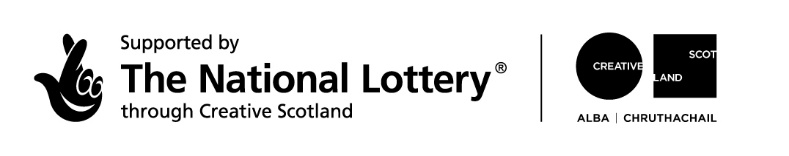 Supported by
The National Lottery®
through Creative Scotland
CREATIVE SCOT
LAND
ALBA | CHRUTHACHAIL